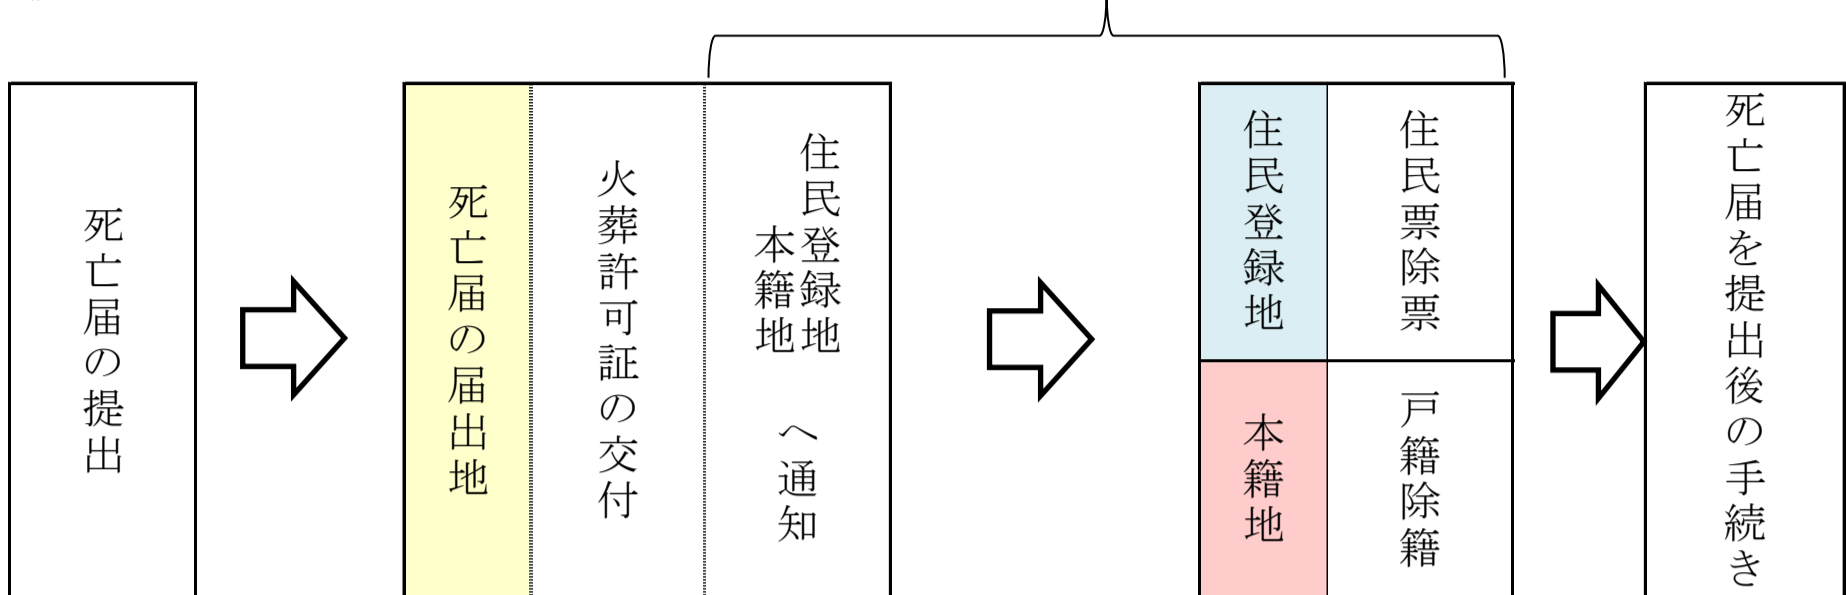 死亡届の提出
死亡届の届出地
火葬許可証の交付
住民登録地
本籍地
へ通知
住民登録地
住民票除票
本籍地
戸籍除籍
死亡届を提出後の手続き